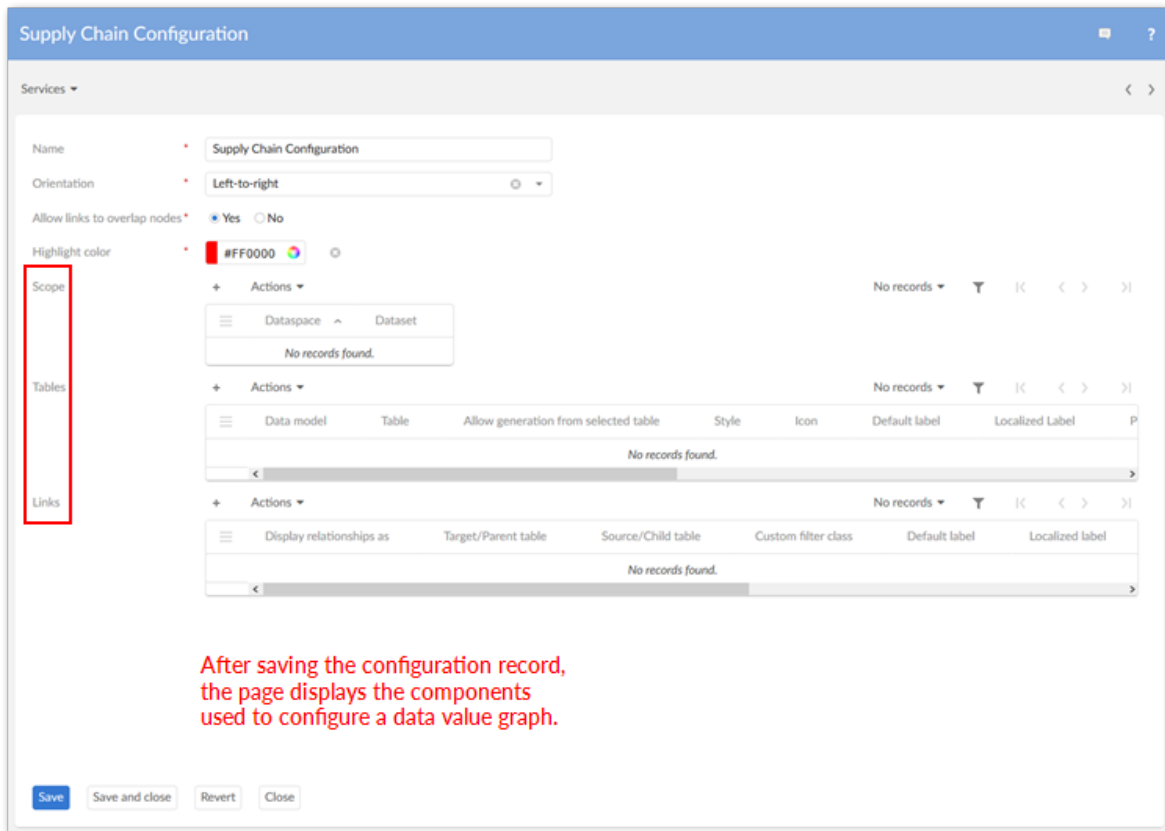 Supply Chain Configuration ?
Services
Name * Supply Chain Configuration
Orientation * Left-to-right
Allow links to overlap nodes * Yes No
Highlight color * #FF0000
Scope + Actions No records
Dataspace Dataset
No records found.
Tables + Actions No records
Data model Table Allow generation from selected table Style Icon Default label Localized Label P
No records found.
Links + Actions No records
Display relationships as Target/Parent table Source/Child table Custom filter class Default label Localized label
No records found.
After saving the configuration record,
the page displays the components
used to configure a data value graph.
Save Save and close Revert Close